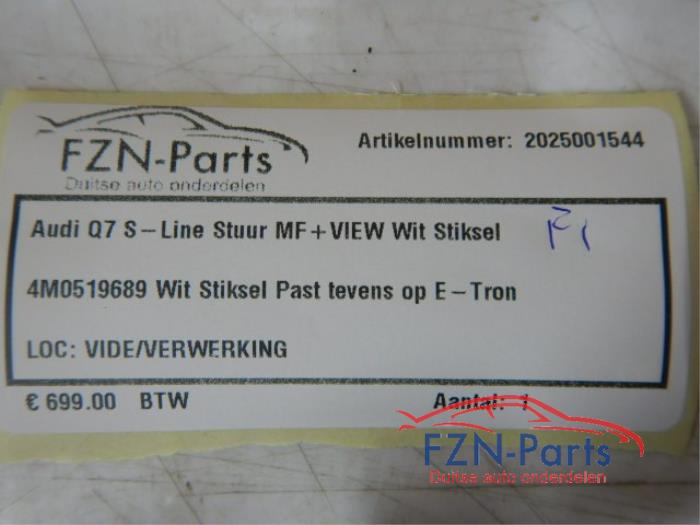 FZN-Parts
Duitse auto onderdelen
Artikelnummer: 2025001544
Audi Q7 S-Line Stuur MF+VIEW Wit Stiksel
4M0519689 Wit Stiksel Past tevens op E-Tron
LOC: VIDE/VERWERKING
€ 699.00 BTW
Aantal: 1
FZN-Parts
Duitse auto onderdelen